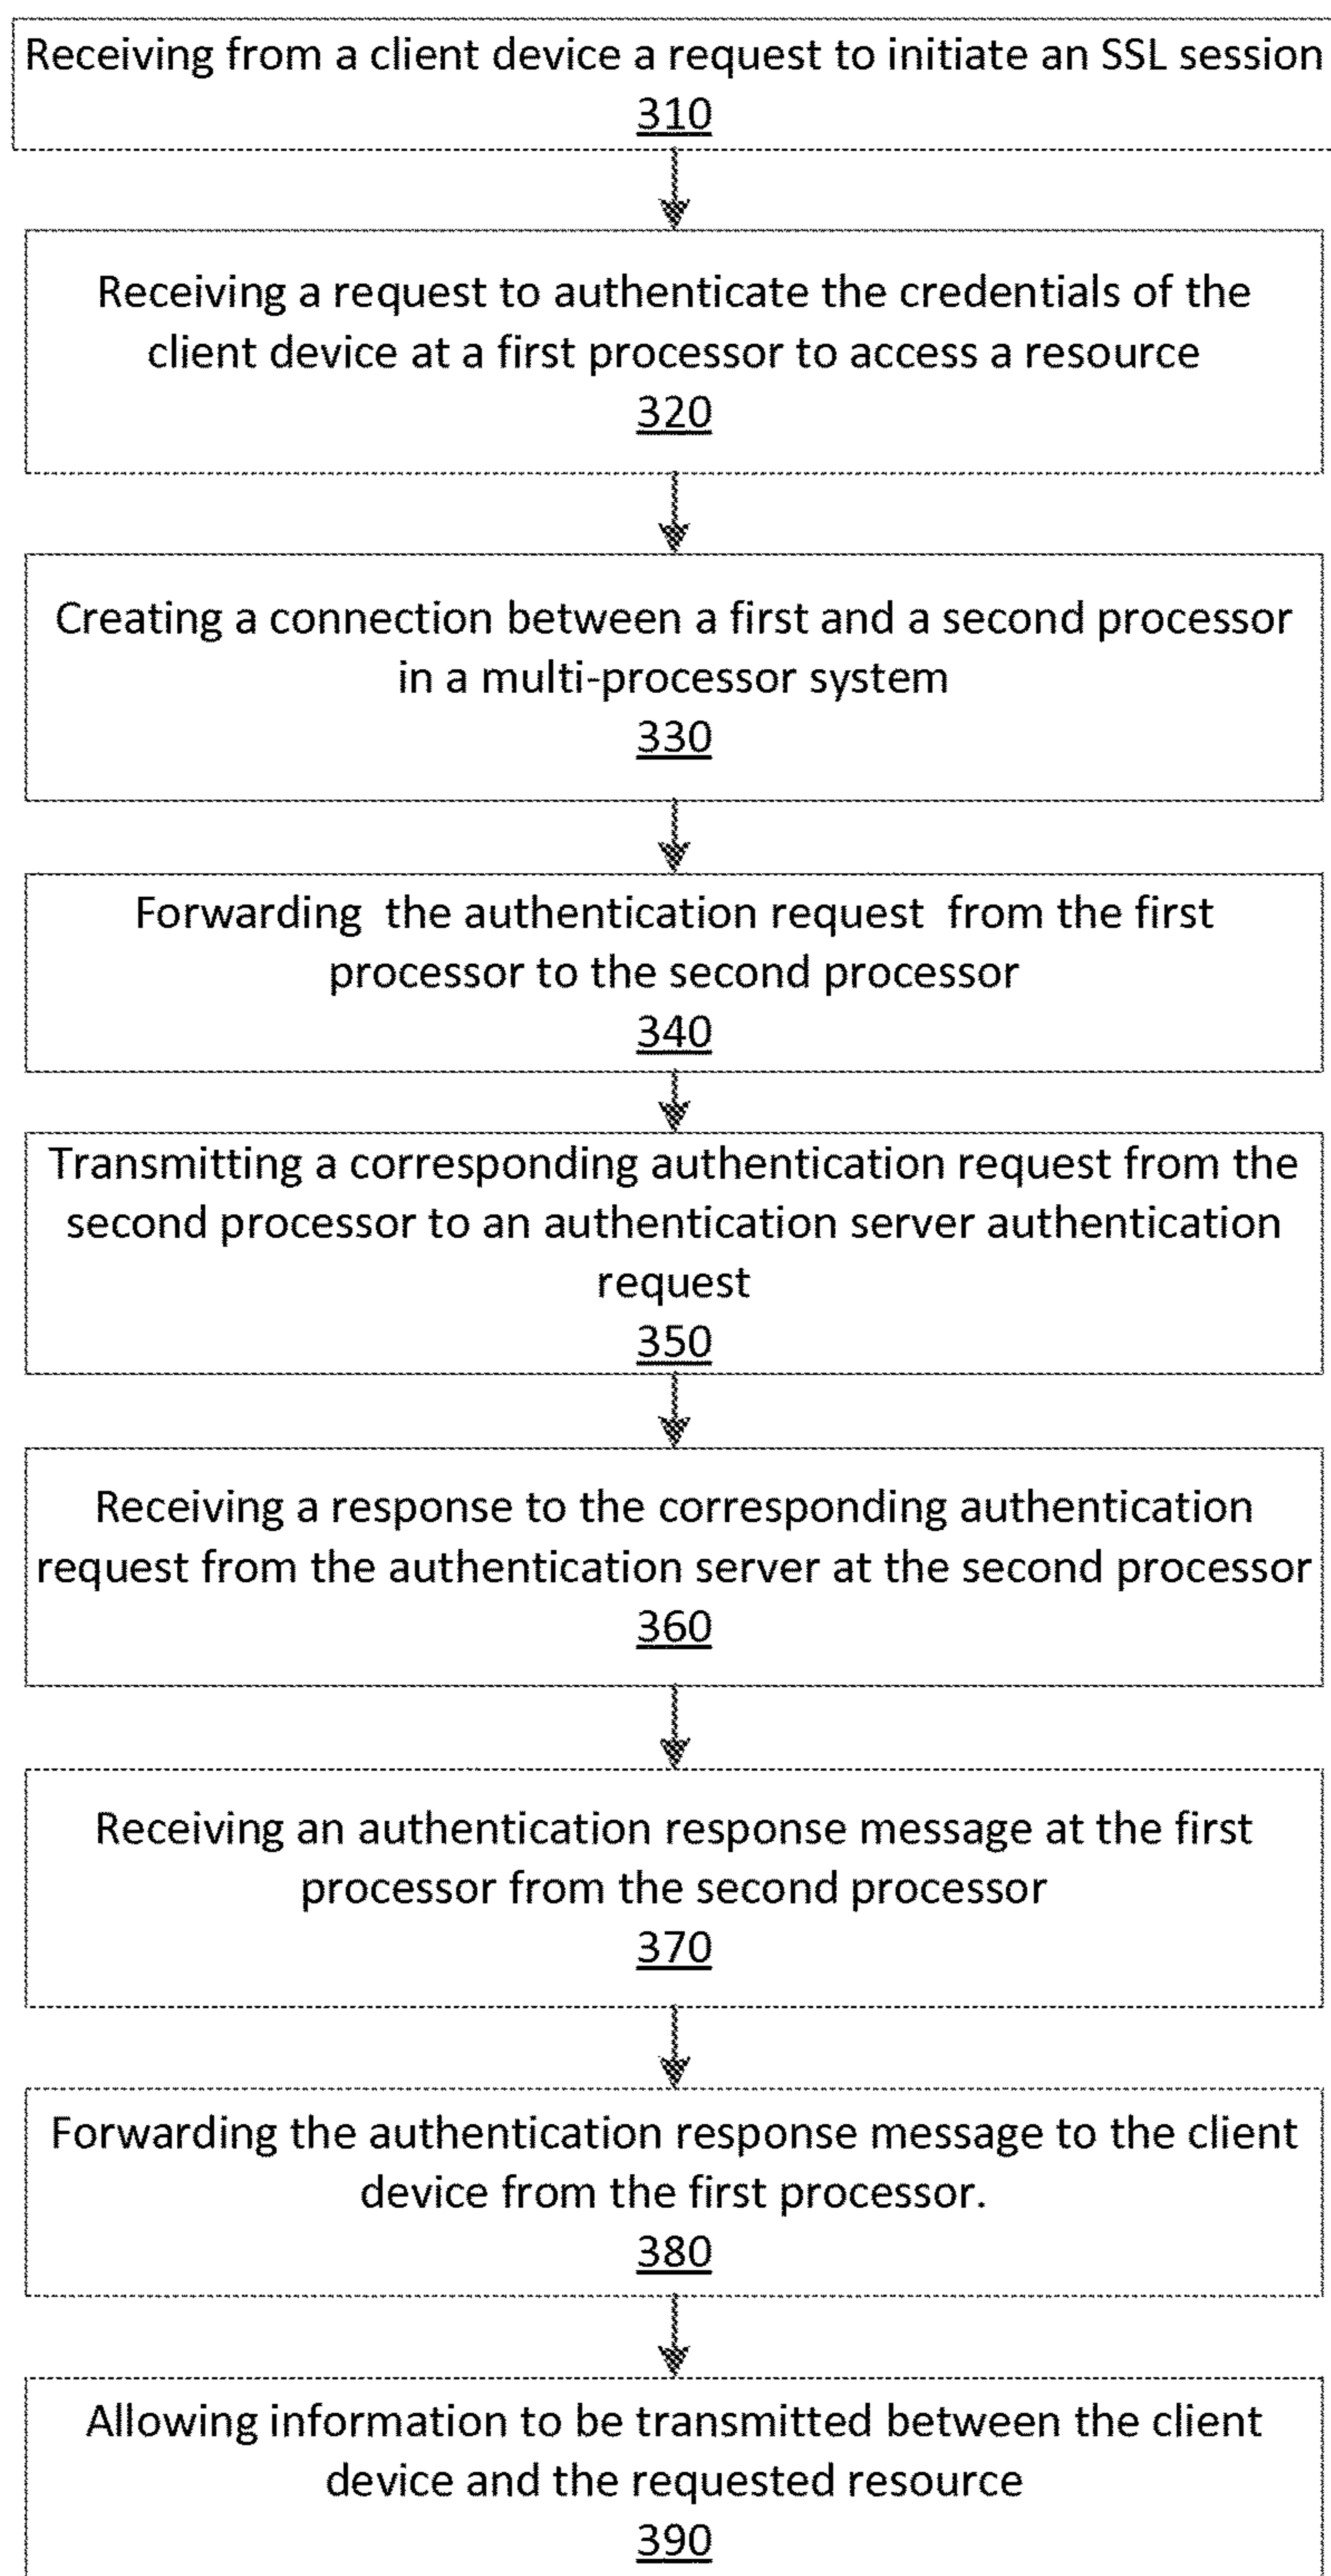 Receiving from a client device a request to initiate an SSL session
310
Receiving a request to authenticate the credentials of the
client device at a first processor to access a resource
320
Creating a connection between a first and a second processor
in a multi-processor system
330
Forwarding the authentication request from the first
processor to the second processor
340
Transmitting a corresponding authentication request from the
second processor to an authentication server authentication
request
350
Receiving a response to the corresponding authentication
request from the authentication server at the second processor
360
Receiving an authentication response message at the first
processor from the second processor
370
Forwarding the authentication response message to the client
device from the first processor.
380
Allowing information to be transmitted between the client
device and the requested resource
390